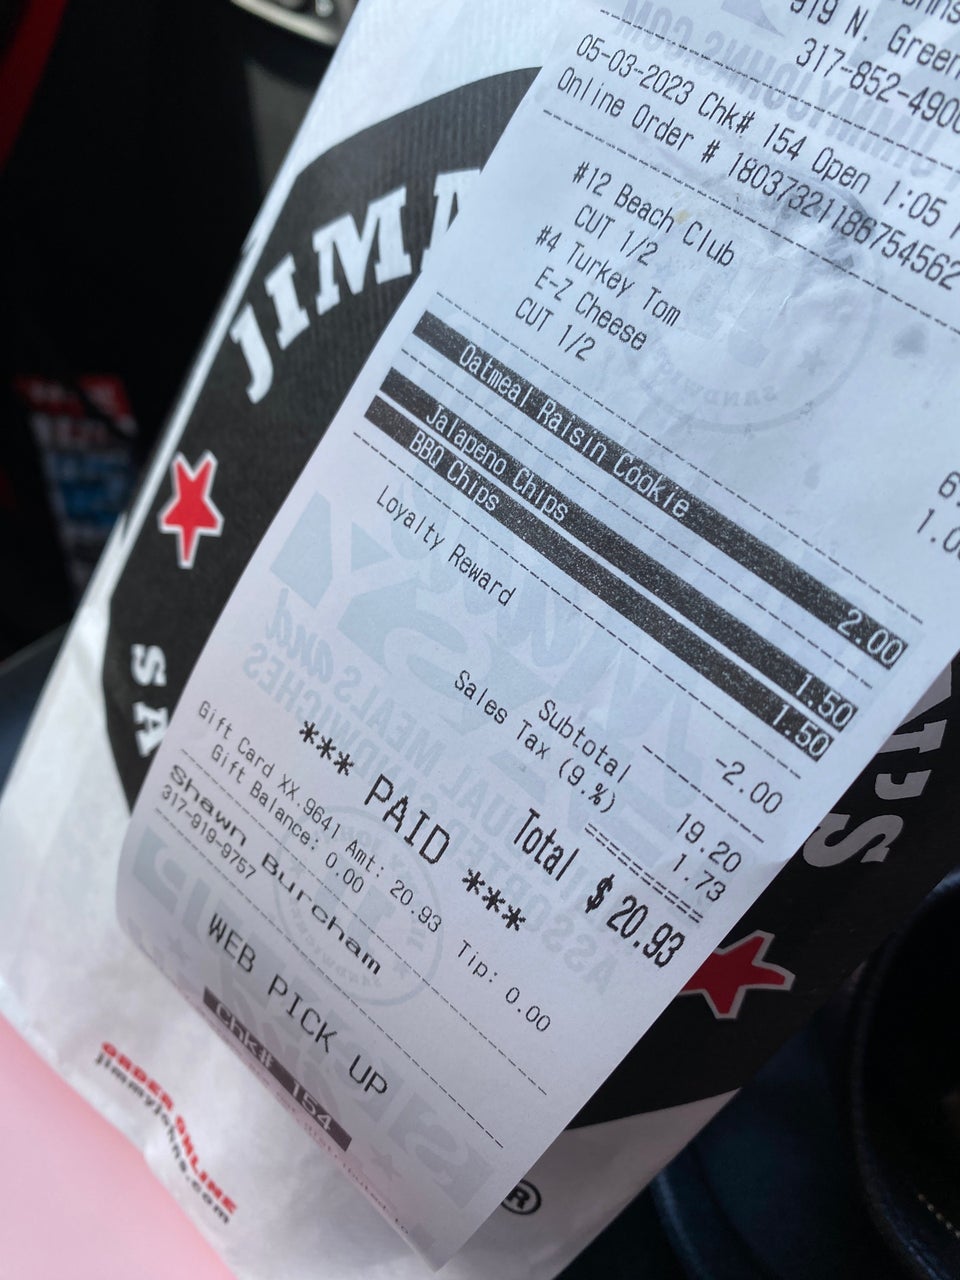 919 N. Green
317-852-4900
05-03-2023 Chk# 154 Open 1:05
Online Order # 18037321186754562
#12 Beach Club
CUT 1/2
#4 Turkey Tom
E-Z Cheese
CUT 1/2
Oatmeal Raisin Cookie 2.00
Jalapeno Chips 1.50
BBQ Chips 1.50
Loyalty Reward -2.00
Subtotal 19.20
Sales Tax (9.%) 1.73
Total $20.93
*** PAID ***
Gift Card XX.9641 Amt: 20.93 Tip: 0.00
Gift Balance: 0.00
Shawn Burcham
317-919-9757
WEB PICK UP
Chk# 154
JIMM
SA
ORDER ONLINE
jimmyjohns.com
®